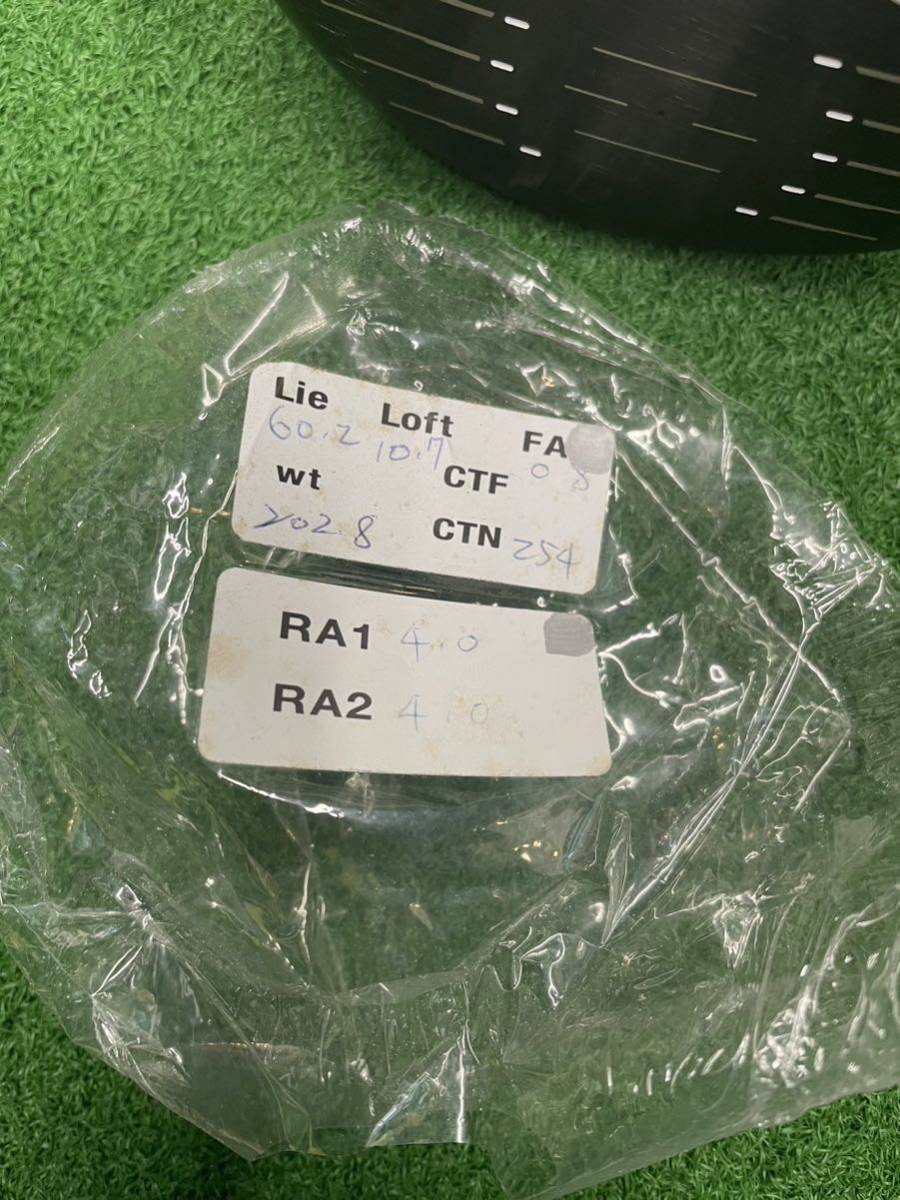 Lie Loft FA
60.2 10.7 0 8
wt CTF
202.8 CTN 254
RA1 4.0
RA2 4.0